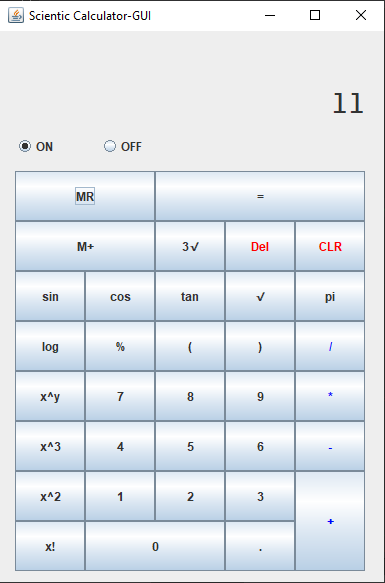 Scientic Calculator-GUI
11
ON OFF
MR =
M+ 3√ Del CLR
sin cos tan √ pi
log % ( ) /
x^y 7 8 9 *
x^3 4 5 6 -
x^2 1 2 3
+
x! 0 .